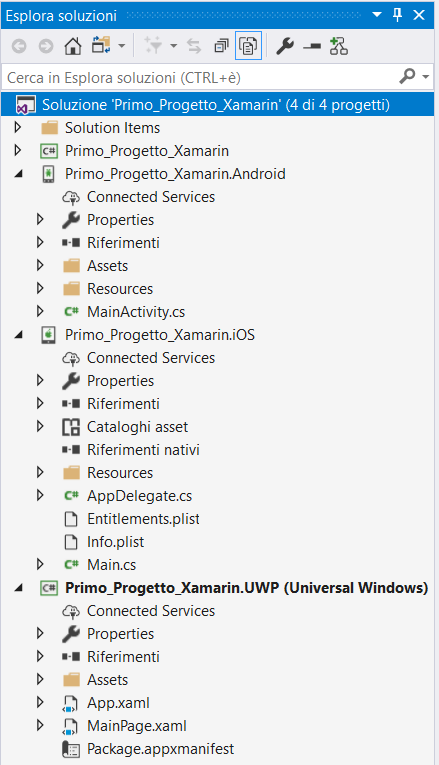 Esplora soluzioni
Cerca in Esplora soluzioni (CTRL+è)
Soluzione 'Primo_Progetto_Xamarin' (4 di 4 progetti)
Solution Items
C# Primo_Progetto_Xamarin
Primo_Progetto_Xamarin.Android
Connected Services
Properties
Riferimenti
Assets
Resources
C# MainActivity.cs
Primo_Progetto_Xamarin.iOS
Connected Services
Properties
Riferimenti
Cataloghi asset
Riferimenti nativi
Resources
C# AppDelegate.cs
Entitlements.plist
Info.plist
C# Main.cs
C# Primo_Progetto_Xamarin.UWP (Universal Windows)
Connected Services
Properties
Riferimenti
Assets
App.xaml
MainPage.xaml
Package.appxmanifest